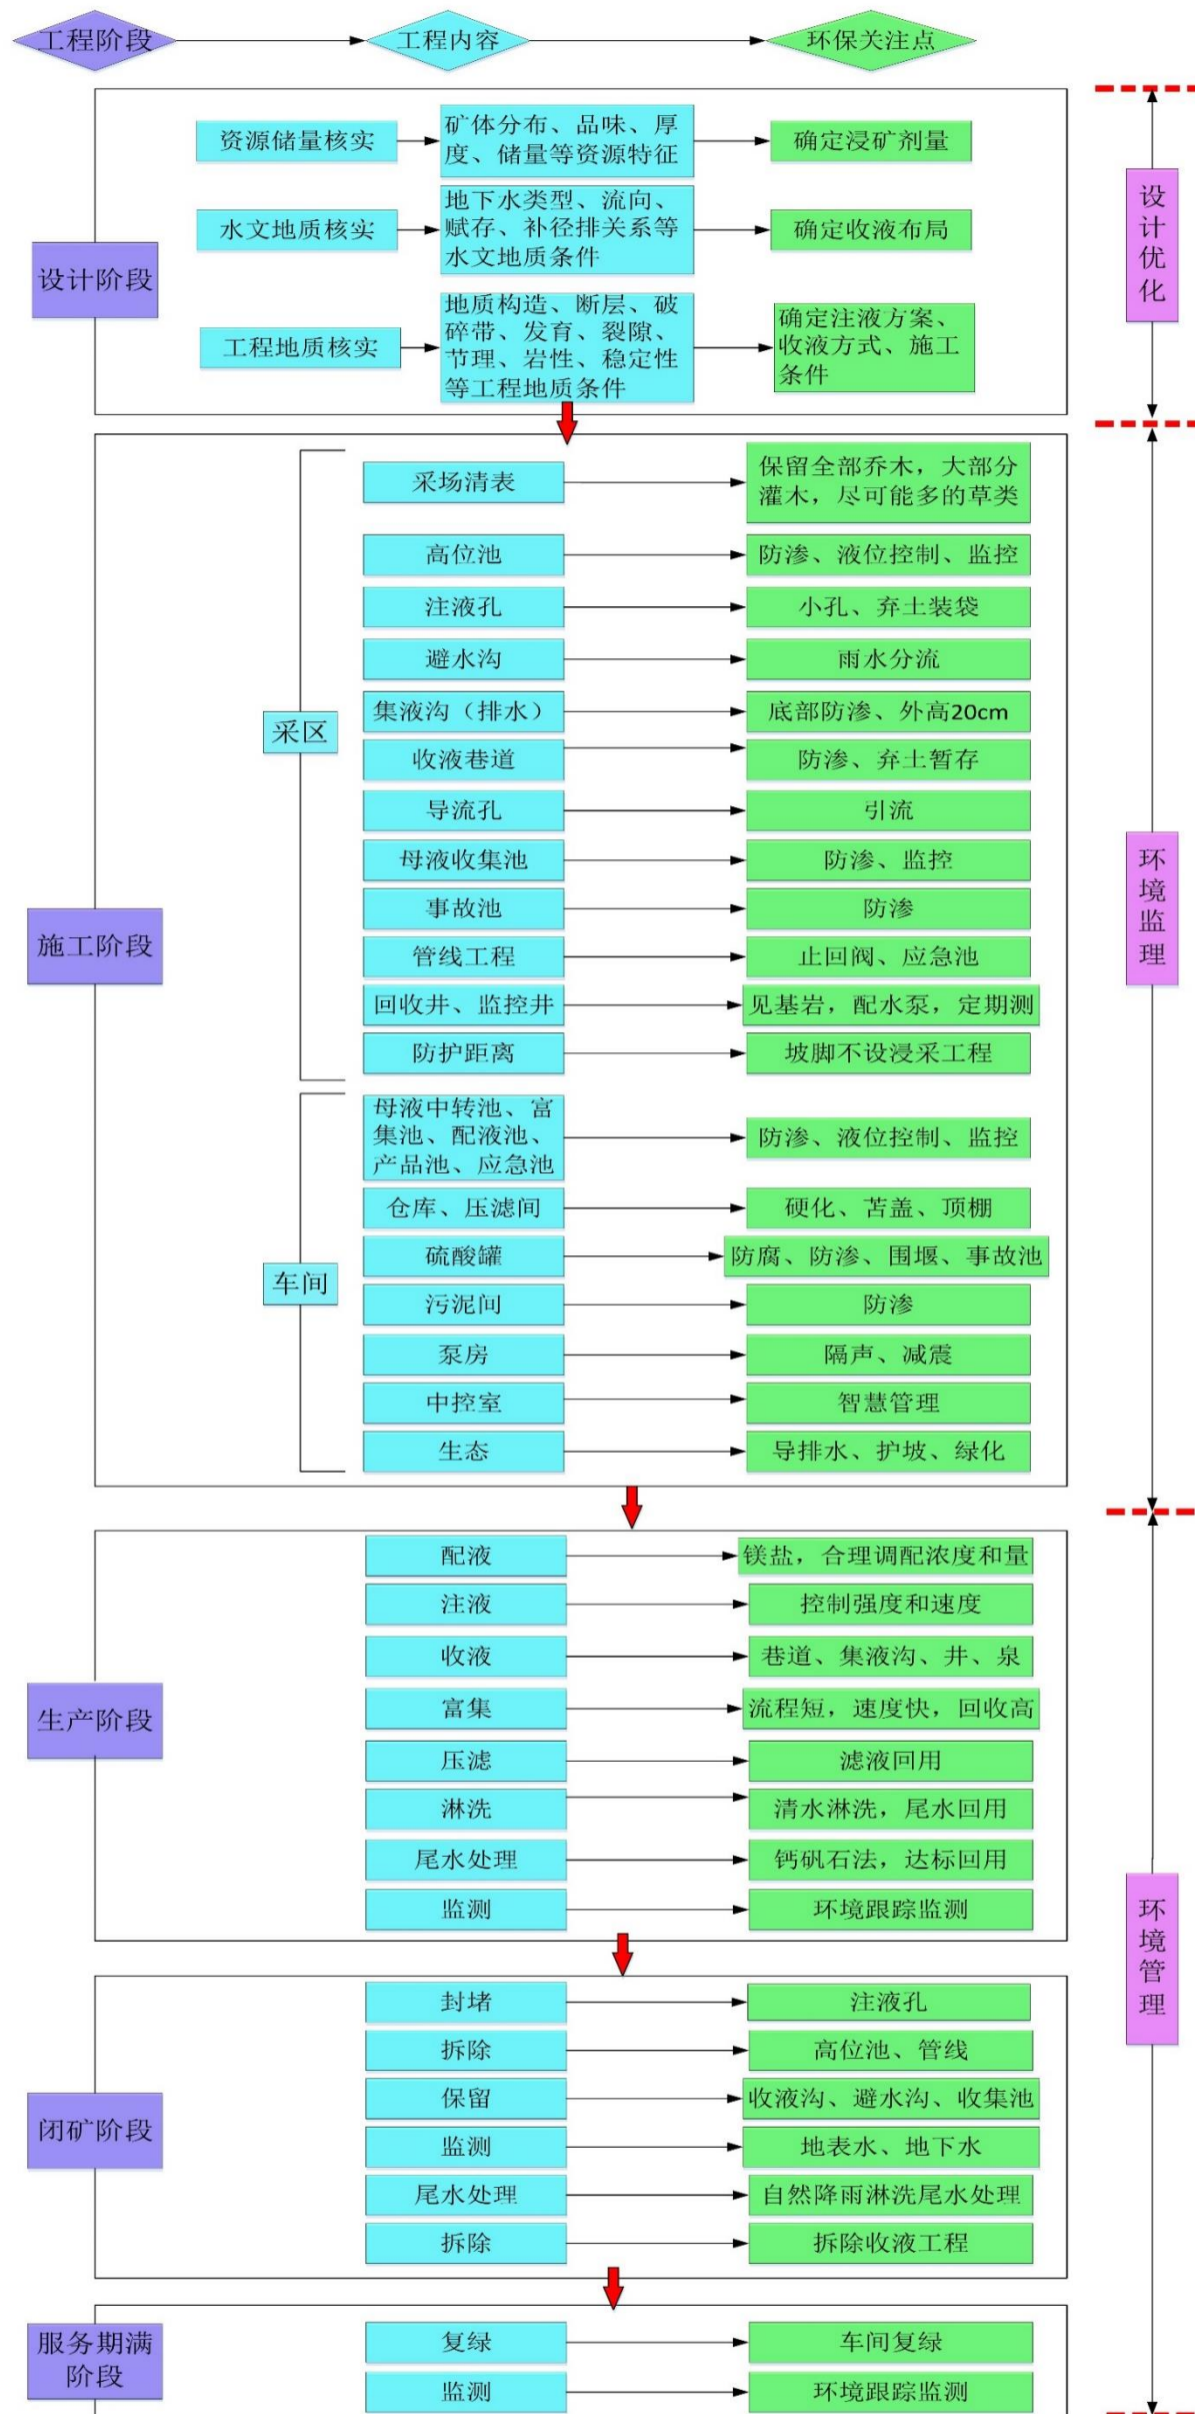 工程阶段
工程内容
环保关注点
设计阶段
资源储量核实
矿体分布、品味、厚
度、储量等资源特征
确定浸矿剂量
水文地质核实
地下水类型、流向、
赋存、补径排关系等
水文地质条件
确定收液布局
工程地质核实
地质构造、断层、破
碎带、发育、裂隙、
节理、岩性、稳定性
等工程地质条件
确定注液方案、
收液方式、施工
条件
设计优化
施工阶段
采区
采场清表
保留全部乔木，大部分
灌木，尽可能多的草类
高位池
防渗、液位控制、监控
注液孔
小孔、弃土装袋
避水沟
雨水分流
集液沟（排水）
底部防渗、外高20cm
收液巷道
防渗、弃土暂存
导流孔
引流
母液收集池
防渗、监控
事故池
防渗
管线工程
止回阀、应急池
回收井、监控井
见基岩，配水泵，定期测
防护距离
坡脚不设浸采工程
车间
母液中转池、富
集池、配液池、
产品池、应急池
防渗、液位控制、监控
仓库、压滤间
硬化、苫盖、顶棚
硫酸罐
防腐、防渗、围堰、事故池
污泥间
防渗
泵房
隔声、减震
中控室
智慧管理
生态
导排水、护坡、绿化
环境监理
生产阶段
配液
镁盐，合理调配浓度和量
注液
控制强度和速度
收液
巷道、集液沟、井、泉
富集
流程短，速度快，回收高
压滤
滤液回用
淋洗
清水淋洗，尾水回用
尾水处理
钙矾石法，达标回用
监测
环境跟踪监测
闭矿阶段
封堵
注液孔
拆除
高位池、管线
保留
收液沟、避水沟、收集池
监测
地表水、地下水
尾水处理
自然降雨淋洗尾水处理
拆除
拆除收液工程
服务期满
阶段
复绿
车间复绿
监测
环境跟踪监测
环境管理